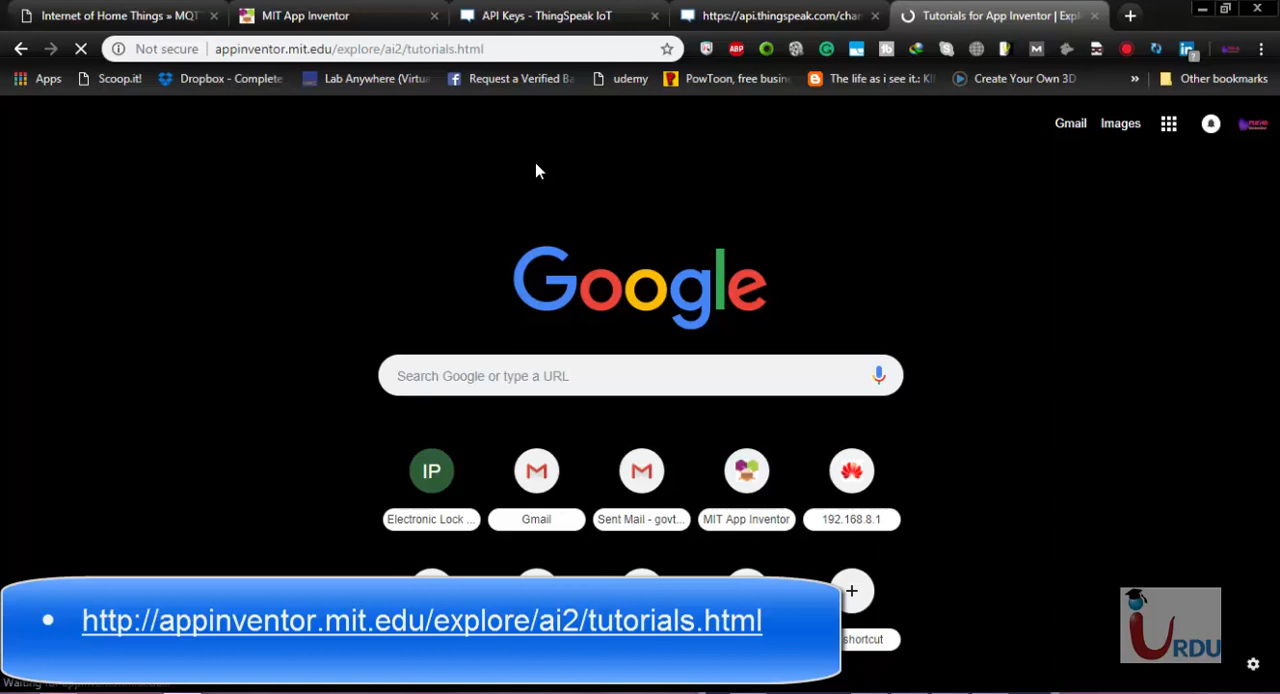 Internet of Home Things » MQT
MIT App Inventor
API Keys - ThingSpeak IoT
https://api.thingspeak.com/chan
Tutorials for App Inventor | Expl
Not secure
appinventor.mit.edu/explore/ai2/tutorials.html
ABP
Apps
Scoop.it!
Dropbox - Complete
Lab Anywhere (Virtu
Request a Verified Ba
udemy
PowToon, free busin
The life as i see it.: Kl
Create Your Own 3D
»
Other bookmarks
Gmail
Images
Google
Search Google or type a URL
IP
Electronic Lock ...
Gmail
Sent Mail - govt...
MIT App Inventor
192.168.8.1
shortcut
• http://appinventor.mit.edu/explore/ai2/tutorials.html
URDU